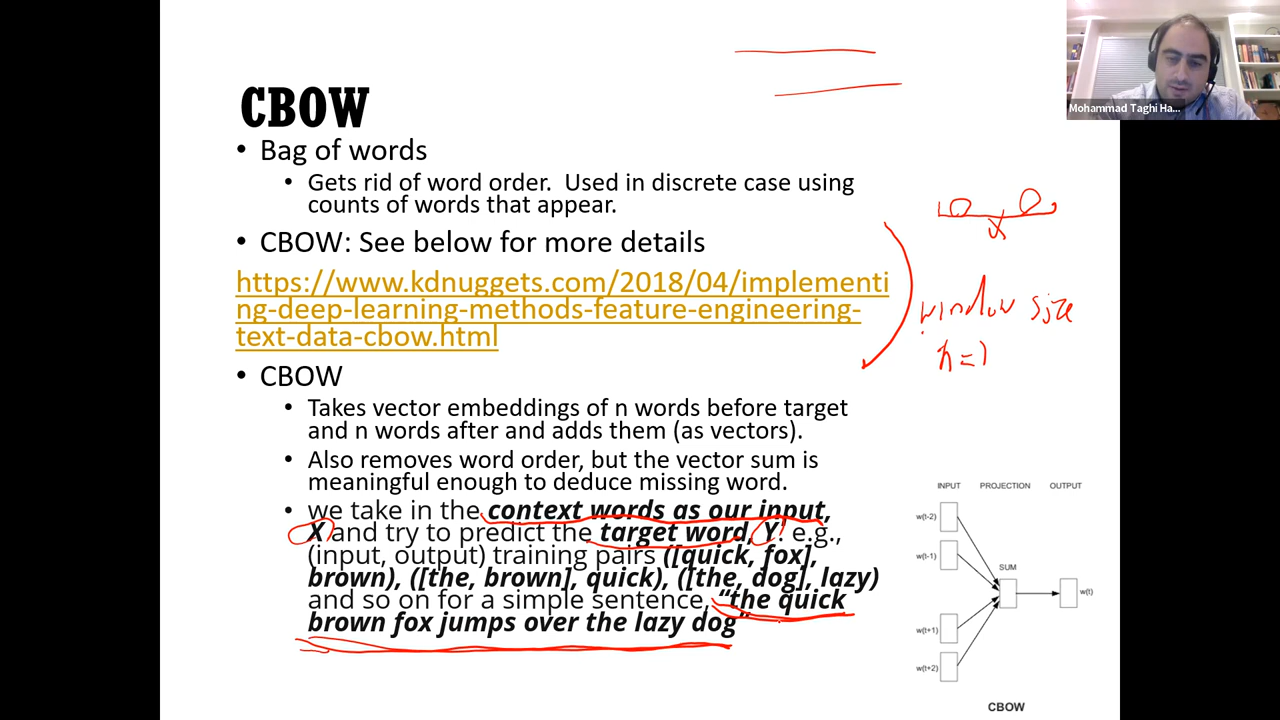 Mohammad Taghi Ha...
CBOW
• Bag of words
• Gets rid of word order. Used in discrete case using
counts of words that appear.
• CBOW: See below for more details
https://www.kdnuggets.com/2018/04/implementi
ng-deep-learning-methods-feature-engineering-
text-data-cbow.html
window size
n=1
• CBOW
• Takes vector embeddings of n words before target
and n words after and adds them (as vectors).
• Also removes word order, but the vector sum is
meaningful enough to deduce missing word.
• we take in the context words as our input,
X and try to predict the target word, Y. e.g.,
(input, output) training pairs ([quick, fox],
brown), ([the, brown], quick), ([the, dog], lazy)
and so on for a simple sentence, “the quick
brown fox jumps over the lazy dog”
INPUT PROJECTION OUTPUT
w(t-2)
w(t-1)
SUM
w(t)
w(t+1)
w(t+2)
CBOW